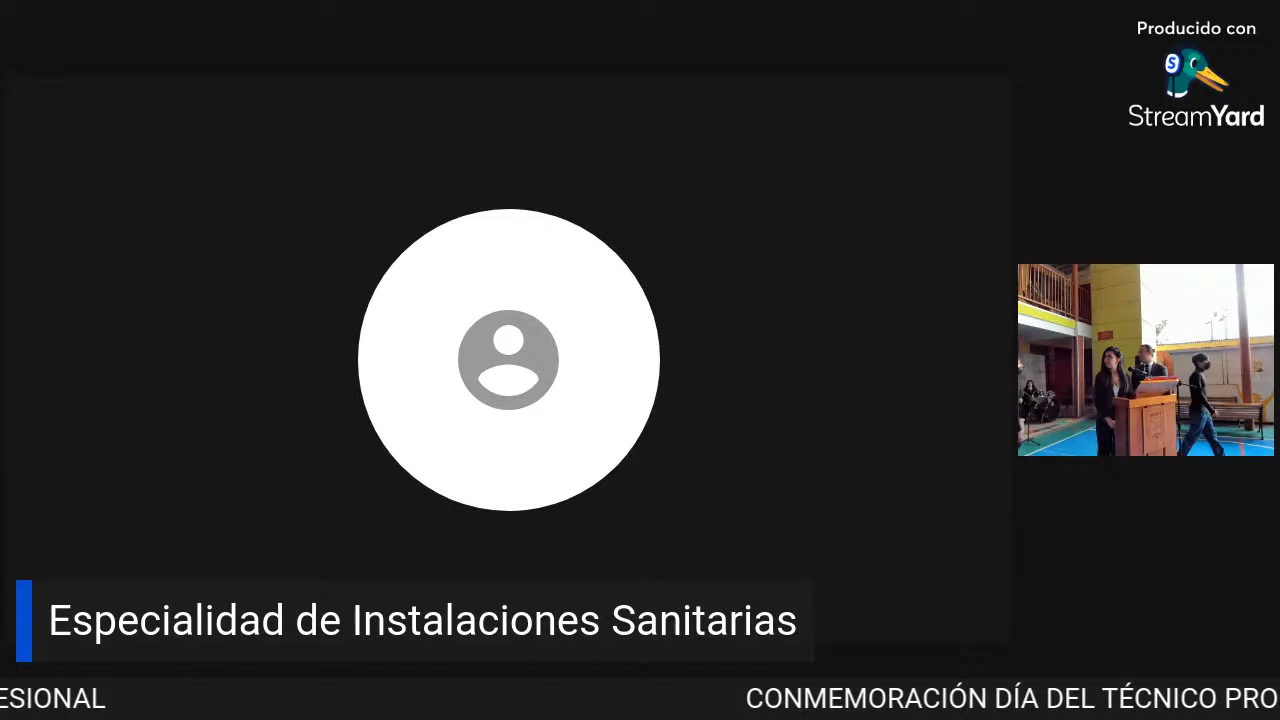 Producido con
S
StreamYard
Especialidad de Instalaciones Sanitarias
ESIONAL
CONMEMORACIÓN DÍA DEL TÉCNICO PRO